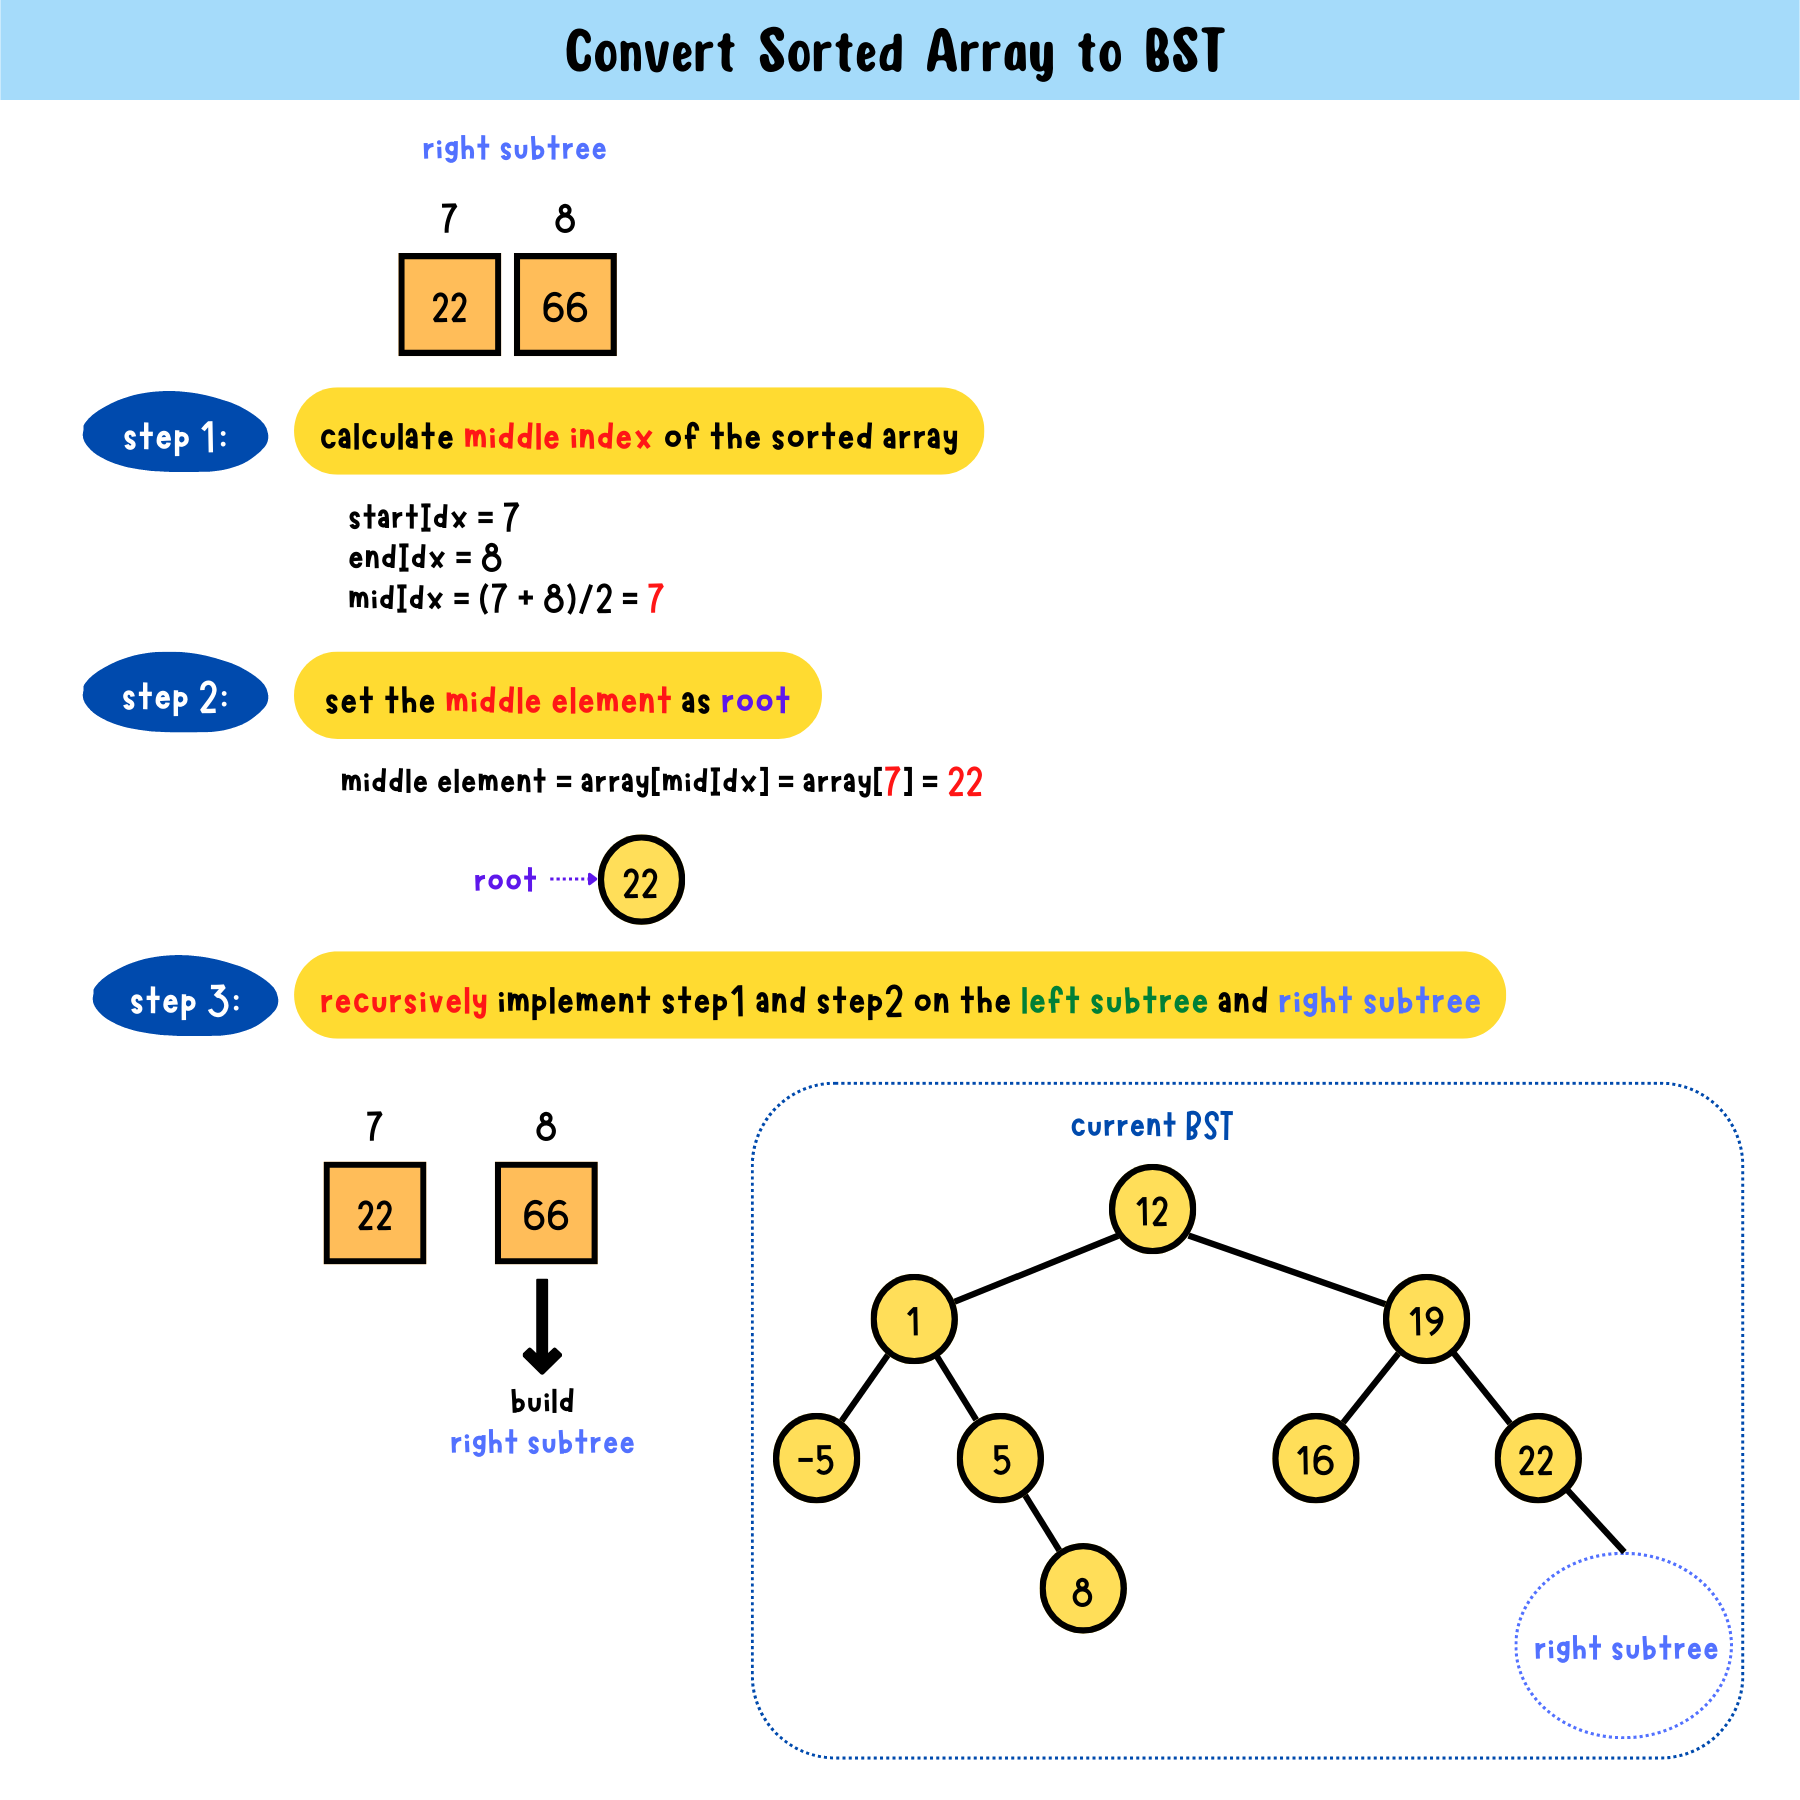 Convert Sorted Array to BST
right subtree
7 8
22 66
step 1: calculate middle index of the sorted array
startIdx = 7
endIdx = 8
midIdx = (7 + 8)/2 = 7
step 2: set the middle element as root
middle element = array[midIdx] = array[7] = 22
root 22
step 3: recursively implement step1 and step2 on the left subtree and right subtree
7 8
22 66
build
right subtree
current BST
12
1 19
-5 5 16 22
8
right subtree